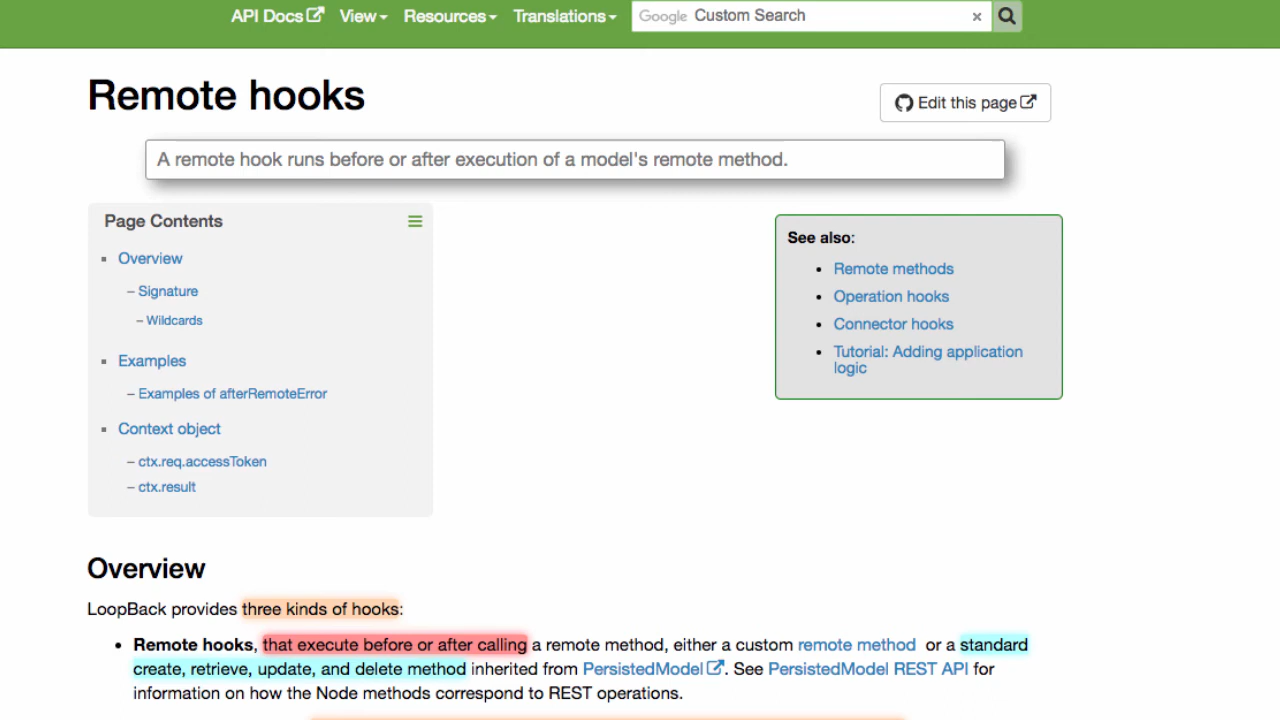 API Docs View Resources Translations Google Custom Search ×
Remote hooks
Edit this page
A remote hook runs before or after execution of a model's remote method.
Page Contents
Overview
– Signature
– Wildcards
Examples
– Examples of afterRemoteError
Context object
– ctx.req.accessToken
– ctx.result
See also:
Remote methods
Operation hooks
Connector hooks
Tutorial: Adding application
logic
Overview
LoopBack provides three kinds of hooks:
Remote hooks, that execute before or after calling a remote method, either a custom remote method or a standard
create, retrieve, update, and delete method inherited from PersistedModel. See PersistedModel REST API for
information on how the Node methods correspond to REST operations.